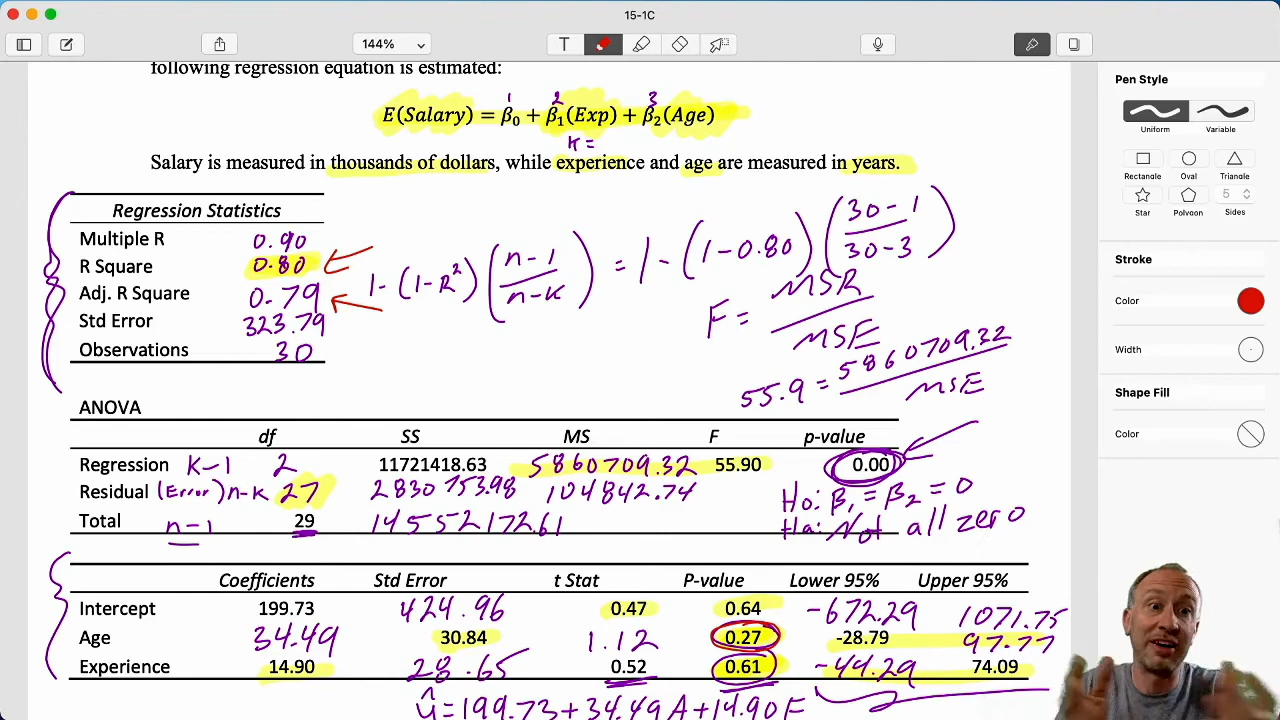 15-1C
144%
T
following regression equation is estimated:
1 2 3
E(Salary) = β₀ + β₁(Exp) + β₂(Age)
K =
Salary is measured in thousands of dollars, while experience and age are measured in years.
Regression Statistics
Multiple R 0.90
R Square 0.80
Adj. R Square 0.79
Std Error 323.79
Observations 30
1-(1-R²)(n-1/n-k) = 1-(1-0.80)(30-1/30-3)
F = MSR/MSE
55.9 = 5860709.32/MSE
ANOVA
df SS MS F p-value
Regression K-1 2 11721418.63 5860709.32 55.90 0.00
Residual (Error) n-k 27 2830753.98 104842.74
Total n-1 29 14552172.61
Ho: β₁ = β₂ = 0
Ha: Not all zero
Coefficients Std Error t Stat P-value Lower 95% Upper 95%
Intercept 199.73 424.96 0.47 0.64 -672.29 1071.75
Age 34.49 30.84 1.12 0.27 -28.79 97.77
Experience 14.90 28.65 0.52 0.61 -44.29 74.09
ŷ = 199.73 + 34.49A + 14.90E
Pen Style
Uniform Variable
Rectangle Oval Triangle
Star Polygon 5 Sides
Stroke
Color
Width
Shape Fill
Color